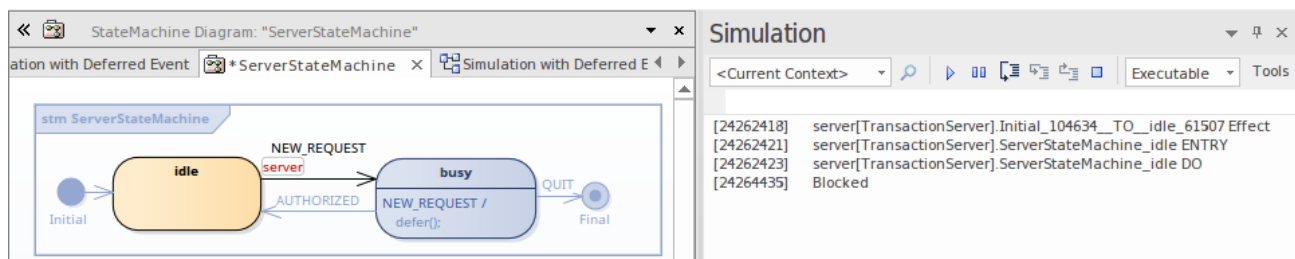 StateMachine Diagram: "ServerStateMachine"
ation with Deferred Event
*ServerStateMachine
Simulation with Deferred E
stm ServerStateMachine
NEW_REQUEST
idle
server
busy
QUIT
AUTHORIZED
NEW_REQUEST /
defer();
Initial
Final
Simulation
<Current Context>
Executable
Tools
[24262418] server[TransactionServer].Initial_104634__TO__idle_61507 Effect
[24262421] server[TransactionServer].ServerStateMachine_idle ENTRY
[24262423] server[TransactionServer].ServerStateMachine_idle DO
[24264435] Blocked